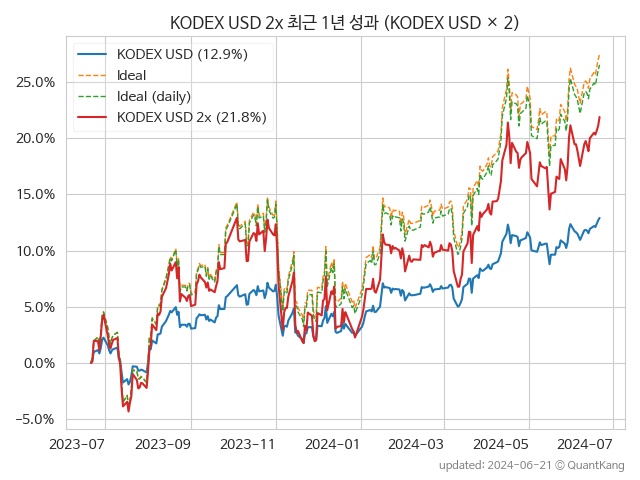 KODEX USD 2x 최근 1년 성과 (KODEX USD × 2)
KODEX USD (12.9%)
Ideal
Ideal (daily)
KODEX USD 2x (21.8%)
25.0%
20.0%
15.0%
10.0%
5.0%
0.0%
−5.0%
2023-07 2023-09 2023-11 2024-01 2024-03 2024-05 2024-07
updated: 2024-06-21 © QuantKang